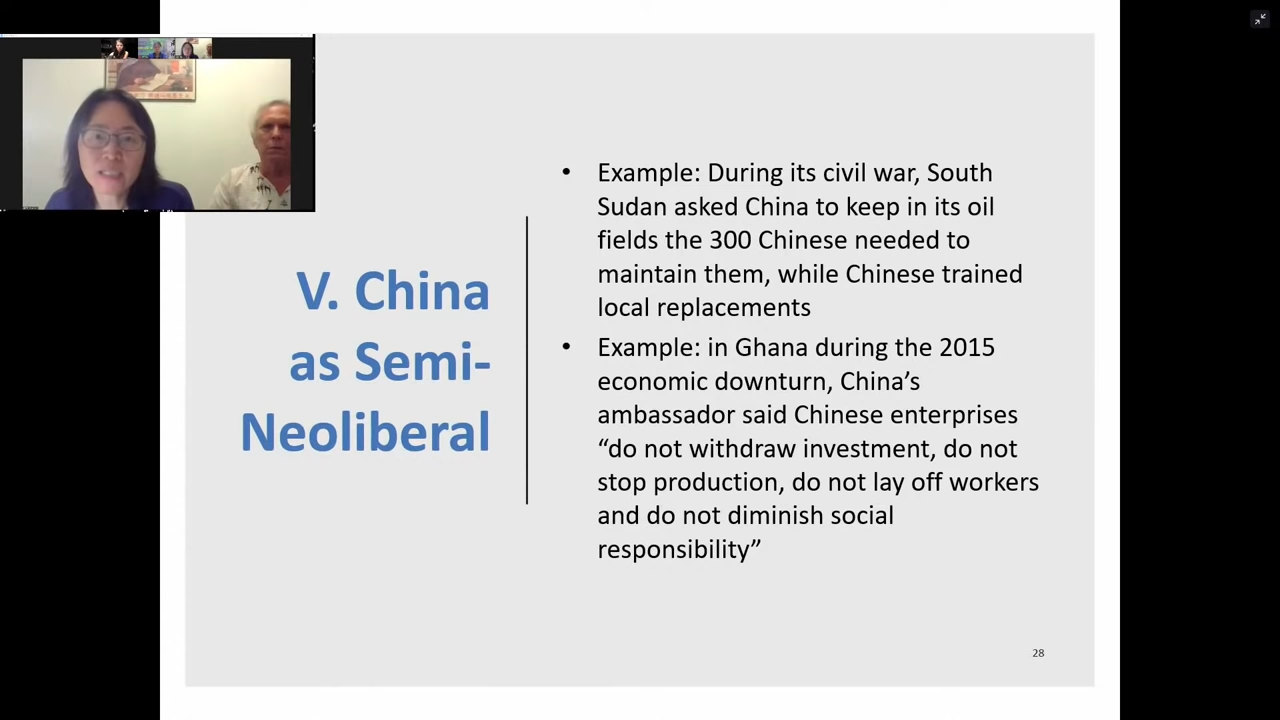 V. China
as Semi-
Neoliberal
• Example: During its civil war, South
Sudan asked China to keep in its oil
fields the 300 Chinese needed to
maintain them, while Chinese trained
local replacements
• Example: in Ghana during the 2015
economic downturn, China’s
ambassador said Chinese enterprises
“do not withdraw investment, do not
stop production, do not lay off workers
and do not diminish social
responsibility”
28